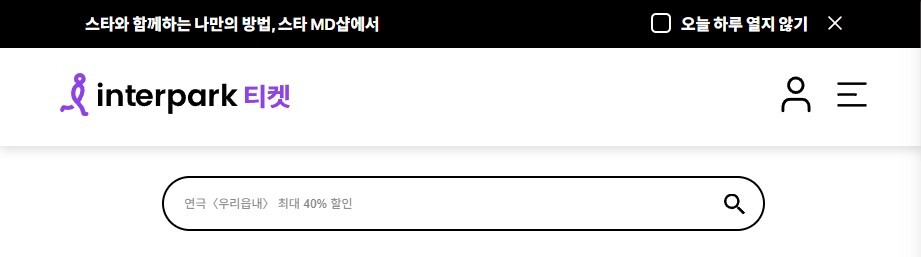 스타와 함께하는 나만의 방법, 스타 MD샵에서
오늘 하루 열지 않기
interpark 티켓
연극〈우리읍내〉 최대 40% 할인